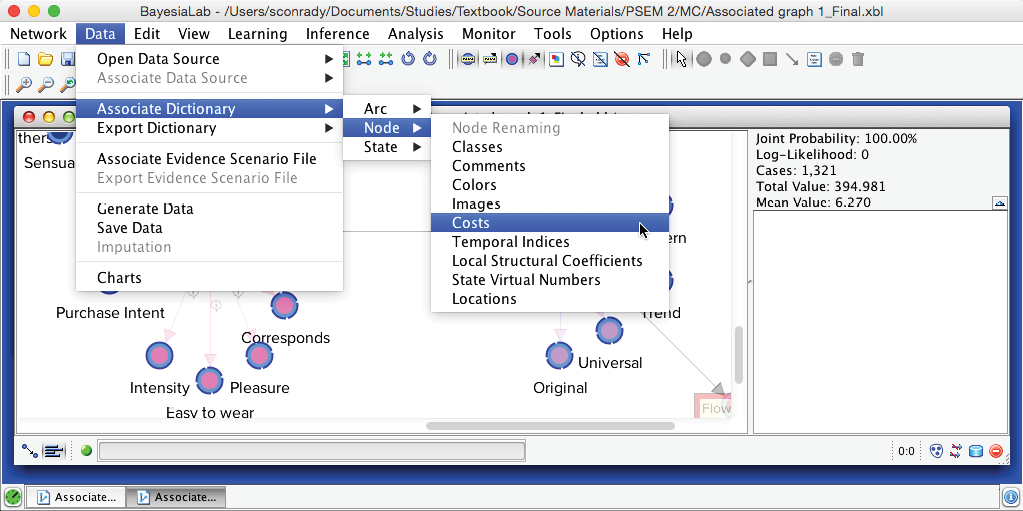 BayesiaLab - /Users/sconrady/Documents/Studies/Textbook/Source Materials/PSEM 2/MC/Associated graph 1_Final.xbl
Network Data Edit View Learning Inference Analysis Monitor Tools Options Help
Open Data Source
Associate Data Source
Associate Dictionary
Export Dictionary
Associate Evidence Scenario File
Export Evidence Scenario File
Generate Data
Save Data
Imputation
Charts
Arc
Node
State
Node Renaming
Classes
Comments
Colors
Images
Costs
Temporal Indices
Local Structural Coefficients
State Virtual Numbers
Locations
thers
Sensua
ern
Trend
Purchase Intent
Corresponds
Universal
Intensity
Pleasure
Original
Easy to wear
Flow
Joint Probability: 100.00%
Log-Likelihood: 0
Cases: 1,321
Total Value: 394.981
Mean Value: 6.270
0:0
Associate...
Associate...